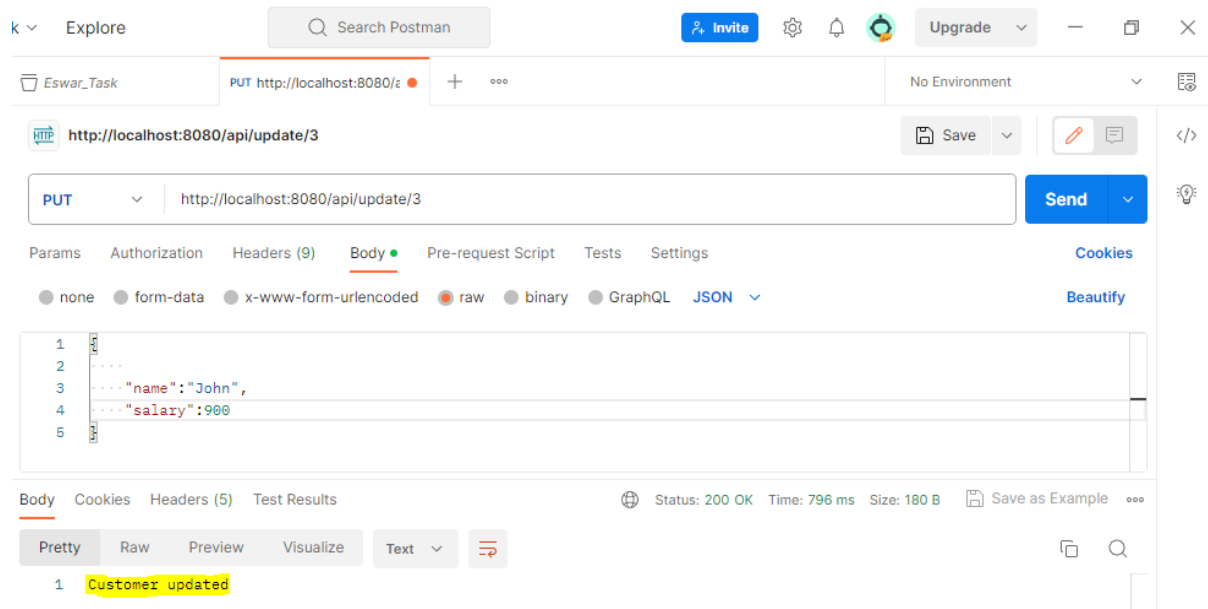 k Explore Search Postman Invite Upgrade
Eswar_Task PUT http://localhost:8080/a No Environment
HTTP http://localhost:8080/api/update/3 Save
PUT http://localhost:8080/api/update/3 Send
Params Authorization Headers (9) Body Pre-request Script Tests Settings Cookies
none form-data x-www-form-urlencoded raw binary GraphQL JSON Beautify
1 {
2
3 "name":"John",
4 "salary":900
5 }
Body Cookies Headers (5) Test Results Status: 200 OK Time: 796 ms Size: 180 B Save as Example
Pretty Raw Preview Visualize Text
1 Customer updated